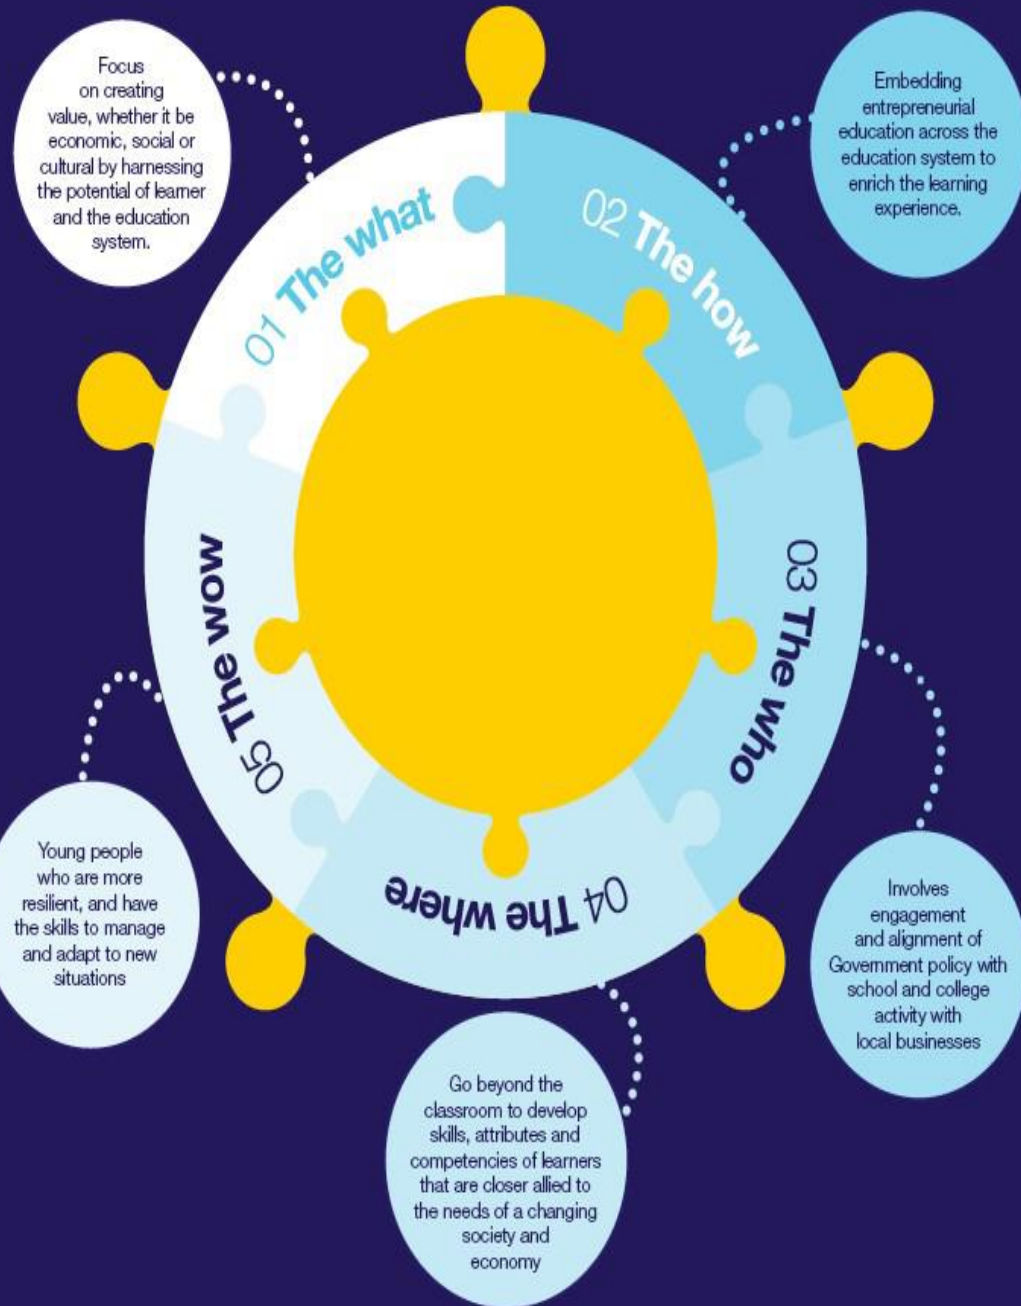 Focus
on creating
value, whether it be
economic, social or
cultural by harnessing
the potential of learner
and the education
system.
01 The what
Embedding
entrepreneurial
education across the
education system to
enrich the learning
experience.
02 The how
03 The who
Involves
engagement
and alignment of
Government policy with
school and college
activity with
local businesses
04 The where
Go beyond the
classroom to develop
skills, attributes and
competencies of learners
that are closer allied to
the needs of a changing
society and
economy
05 The wow
Young people
who are more
resilient, and have
the skills to manage
and adapt to new
situations